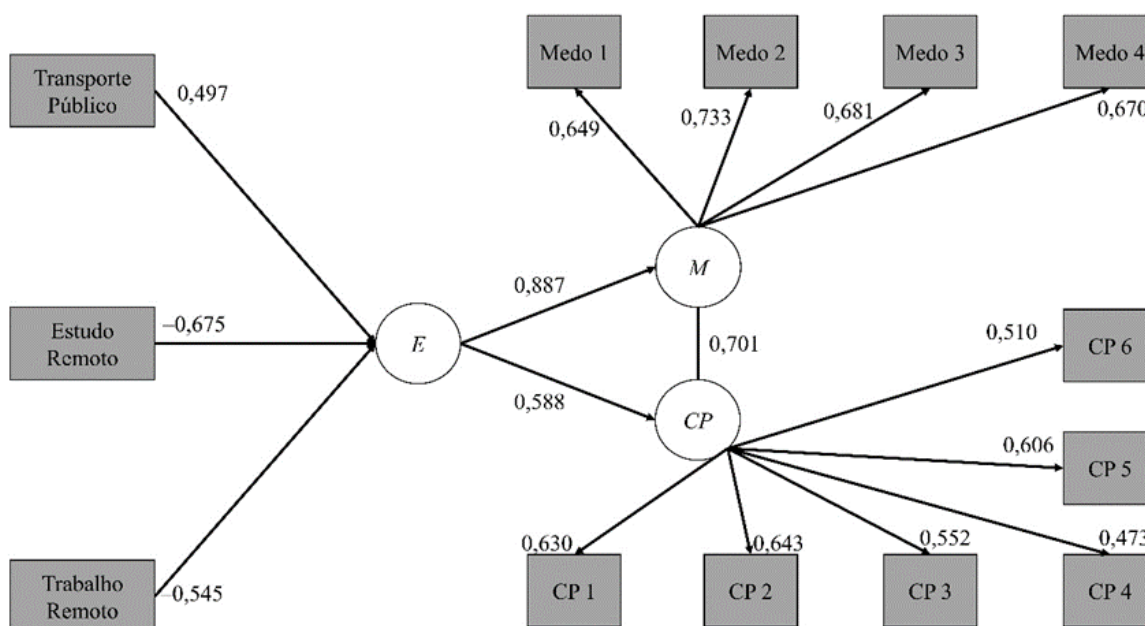 Medo 1
Medo 2
Medo 3
Medo 4
Transporte
Público
0,497
0,649
0,733
0,681
0,670
M
Estudo
Remoto
–0,675
E
0,887
0,701
0,588
CP
0,510
CP 6
0,606
CP 5
Trabalho
Remoto
–0,545
0,630
0,643
0,552
0,473
CP 1
CP 2
CP 3
CP 4